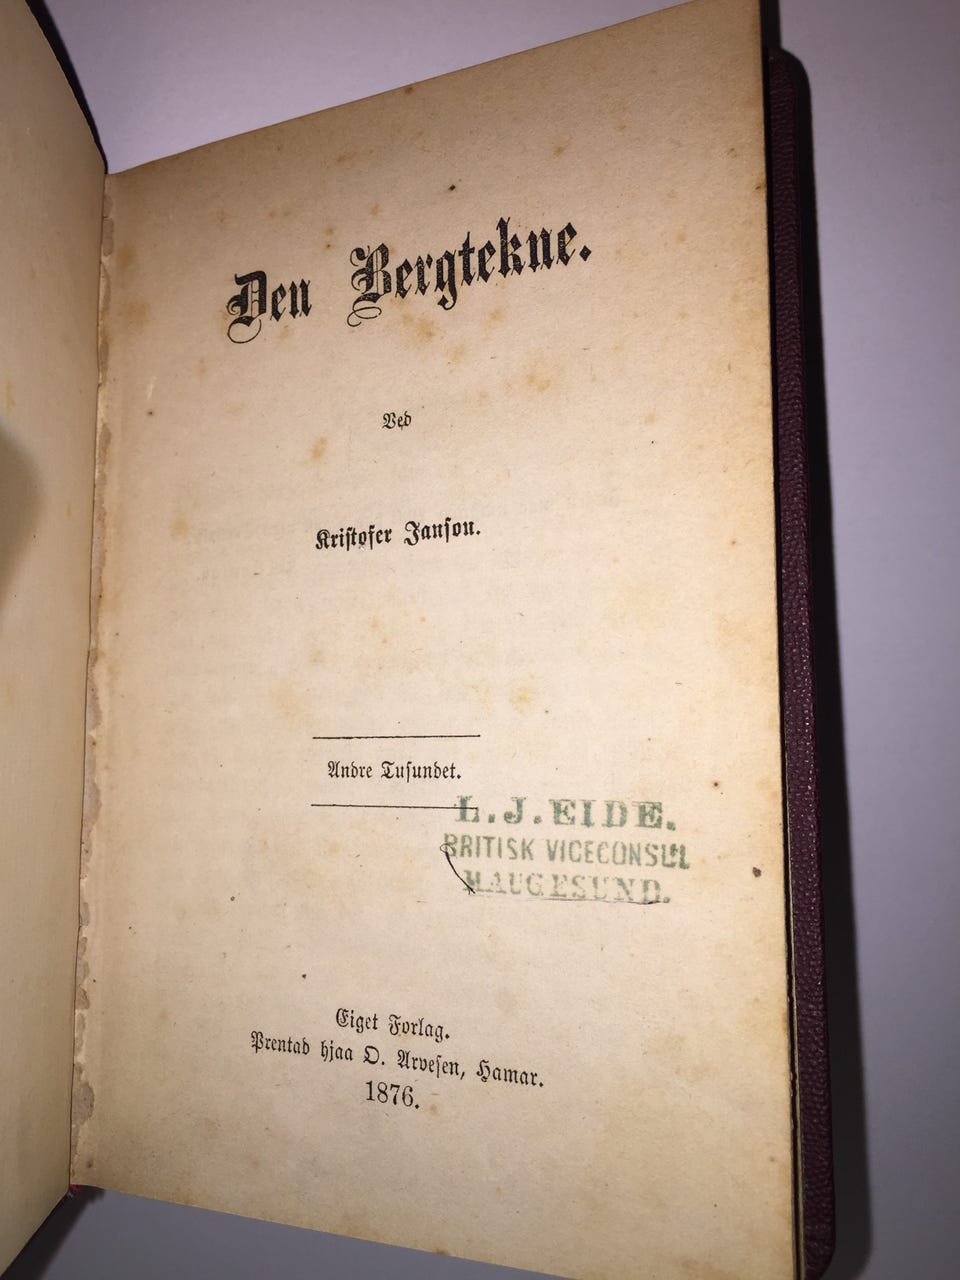 Den Bergtekne.
Ved
Kristofer Janson.
Andre Tusundet.
L. J. EIDE.
BRITISK VICECONSUL
HAUGESUND.
Eiget Forlag.
Prentad hjaa O. Arvesen, Hamar.
1876.